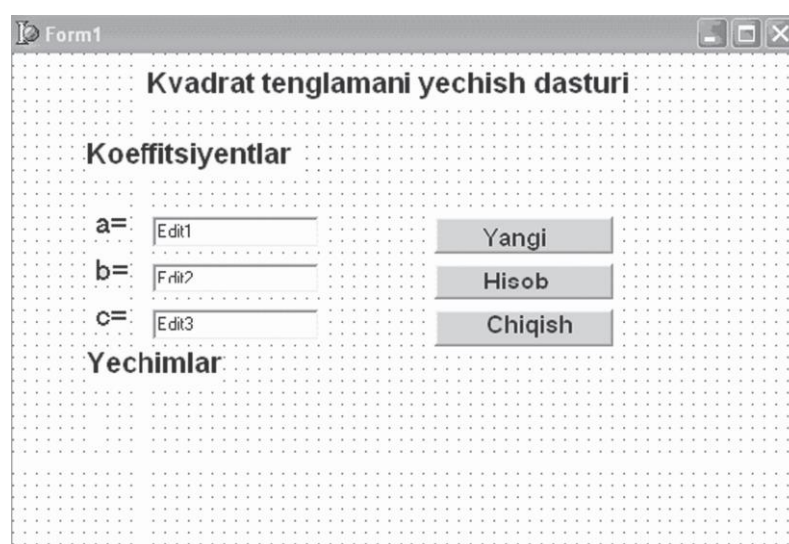 Form1
Kvadrat tenglamani yechish dasturi
Koeffitsiyentlar
a= Edit1 Yangi
b= Edit2 Hisob
c= Edit3 Chiqish
Yechimlar